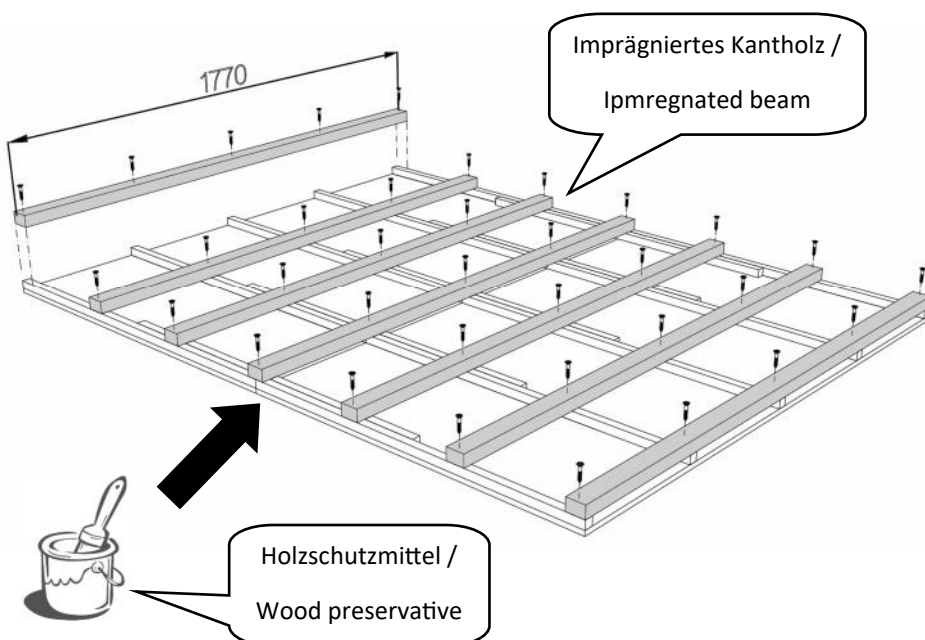 1770
Imprägniertes Kantholz /
Ipmregnated beam
Holzschutzmittel /
Wood preservative